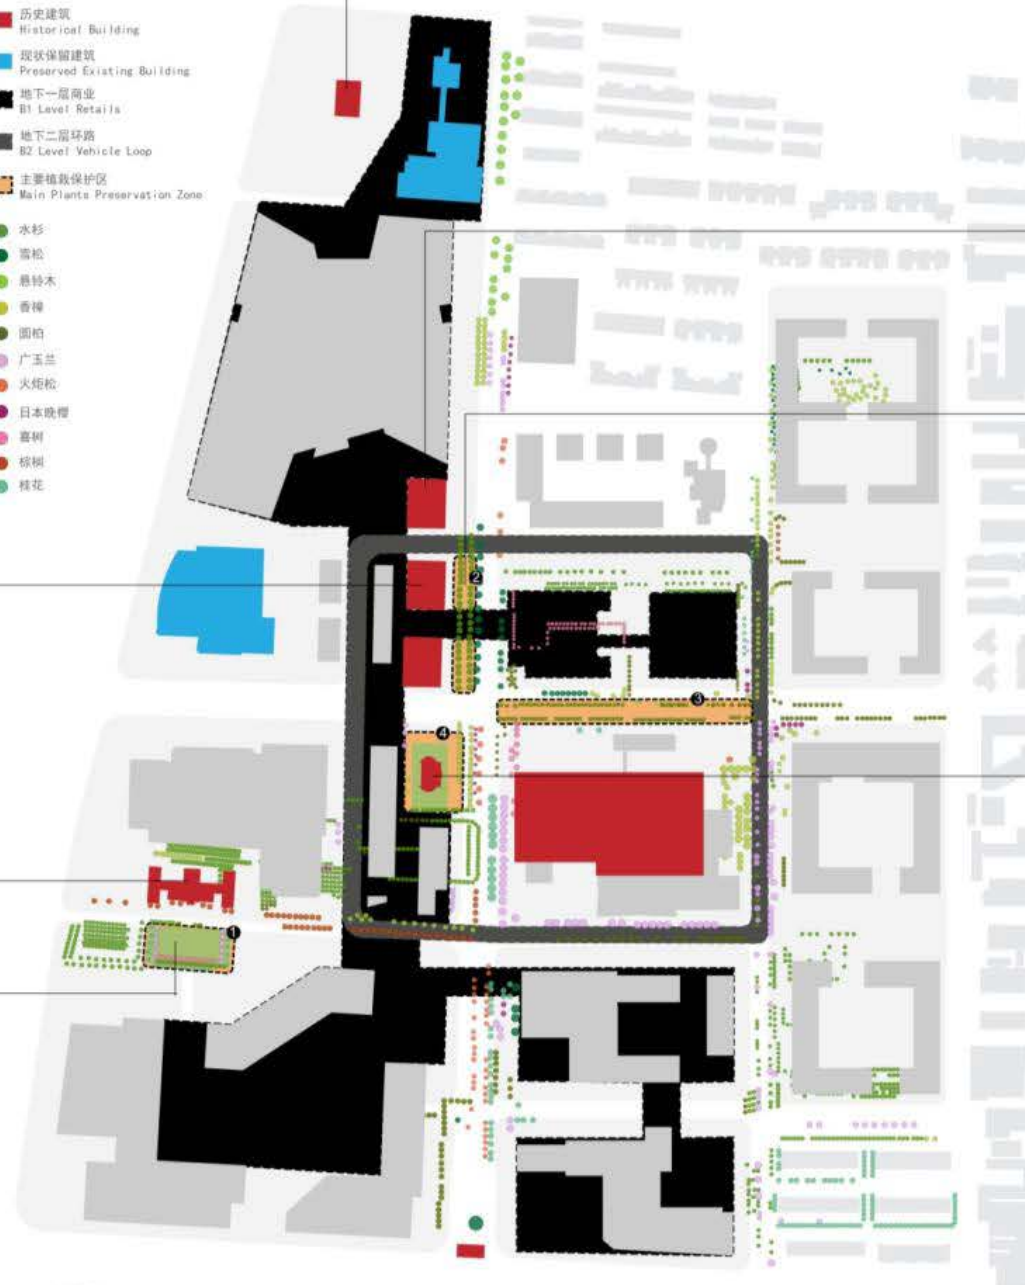 历史建筑
Historical Building
现状保留建筑
Preserved Existing Building
地下一层商业
B1 Level Retails
地下二层环路
B2 Level Vehicle Loop
主要植栽保护区
Main Plants Preservation Zone
水杉
雪松
悬铃木
香樟
圆柏
广玉兰
火炬松
日本晚樱
喜树
棕榈
桂花
2
3
4
1